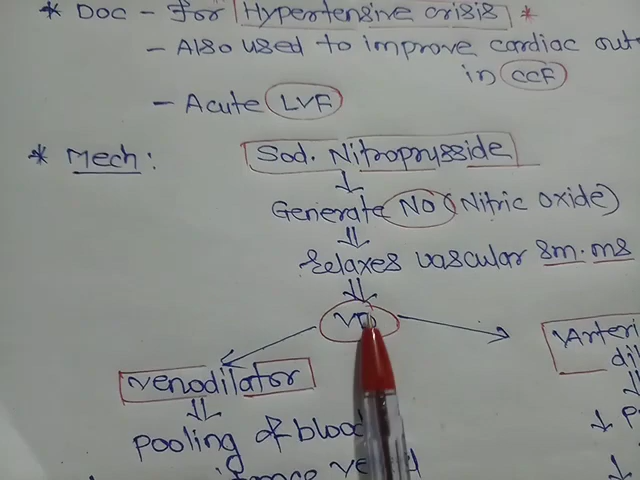 * DOC - For Hypertensive crisis *
- Also used to improve cardiac out
in CCF
- Acute LVF
* Mech :
Sod. Nitroprusside
↓
Generate NO (Nitric oxide)
⇓
Relaxes vascular sm. ms
⇓
VD
Venodilator
Arteri
dil
⇓
⇓
Pooling of blood
↓ P
↓